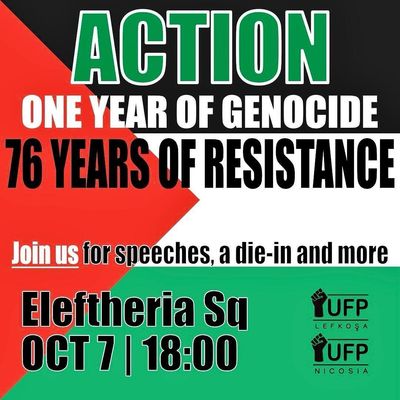 ACTION
ONE YEAR OF GENOCIDE
76 YEARS OF RESISTANCE
Join us for speeches, a die-in and more
Eleftheria Sq
OCT 7 | 18:00
UFP
LEFKOŞA
UFP
NICOSIA